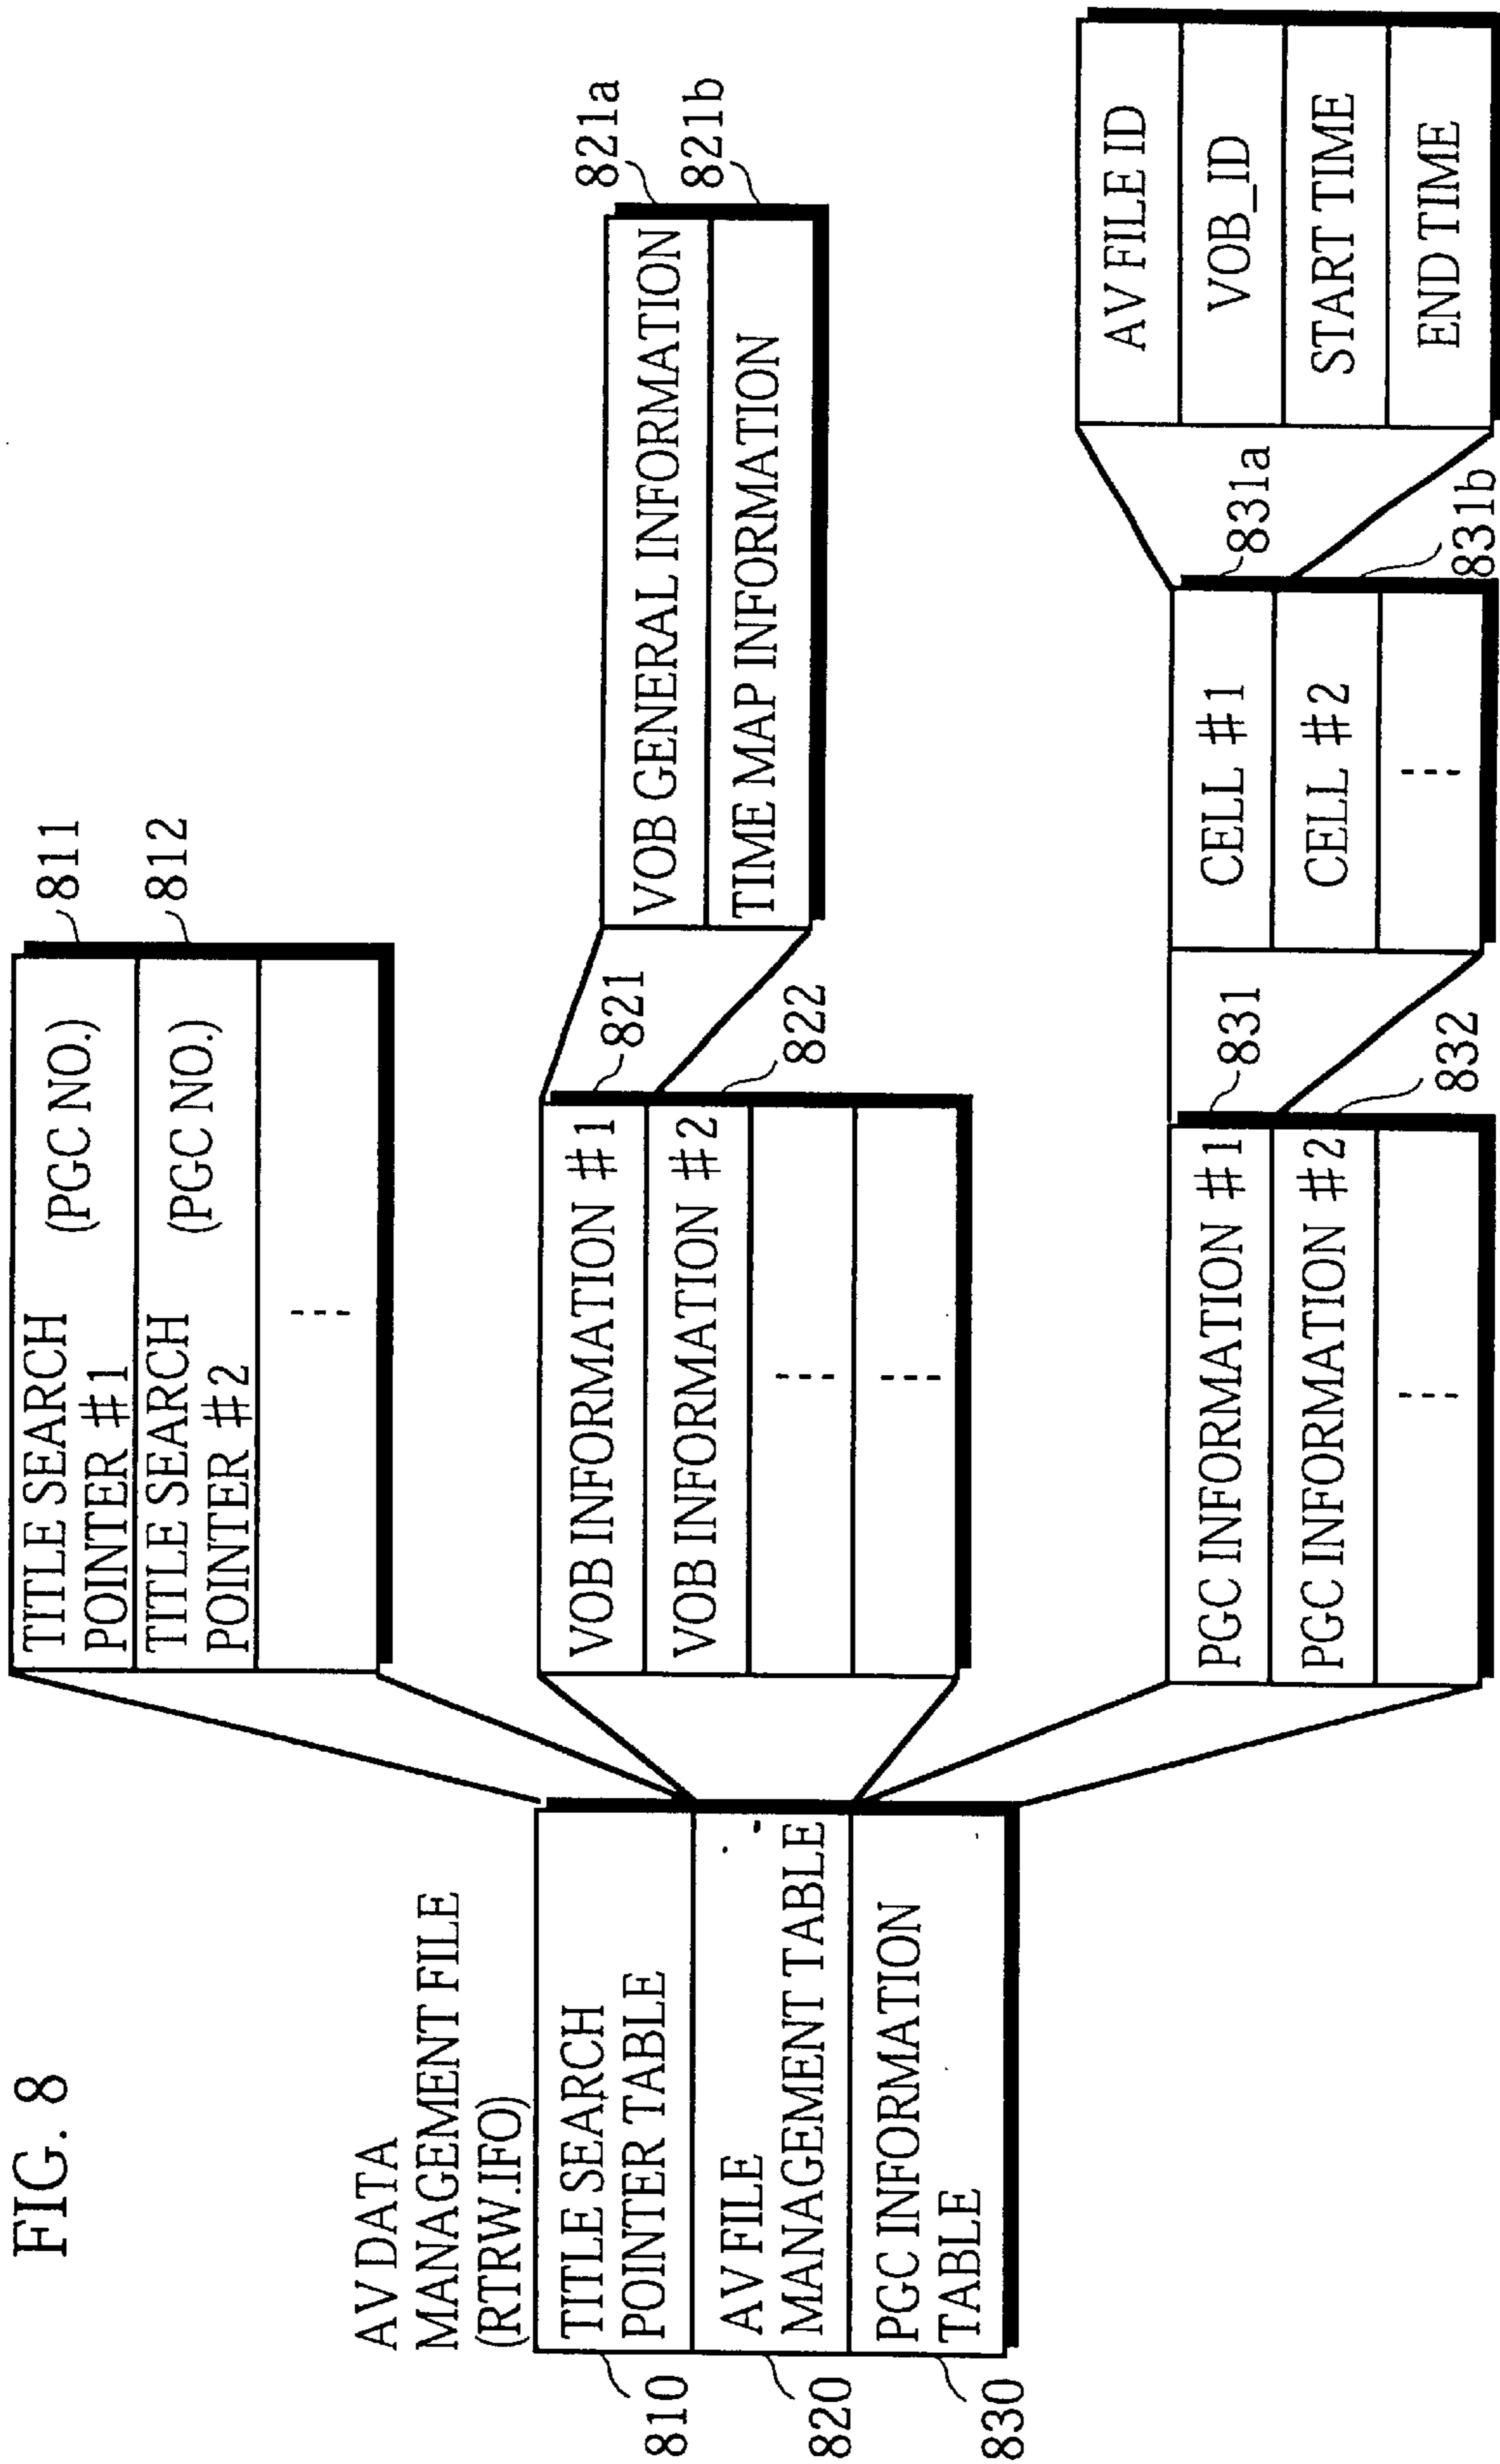 FIG. 8
AV DATA
MANAGEMENT FILE
(RTRW.IFO)
TITLE SEARCH
POINTER TABLE
AV FILE
MANAGEMENT TABLE
PGC INFORMATION
TABLE
810
820
830
TITLE SEARCH
POINTER #1 (PGC NO.)
TITLE SEARCH
POINTER #2 (PGC NO.)
811
812
VOB INFORMATION #1
VOB INFORMATION #2
821
822
VOB GENERAL INFORMATION
TIME MAP INFORMATION
821a
821b
PGC INFORMATION #1
PGC INFORMATION #2
831
832
CELL #1
CELL #2
831a
831b
AV FILE ID
VOB_ID
START TIME
END TIME